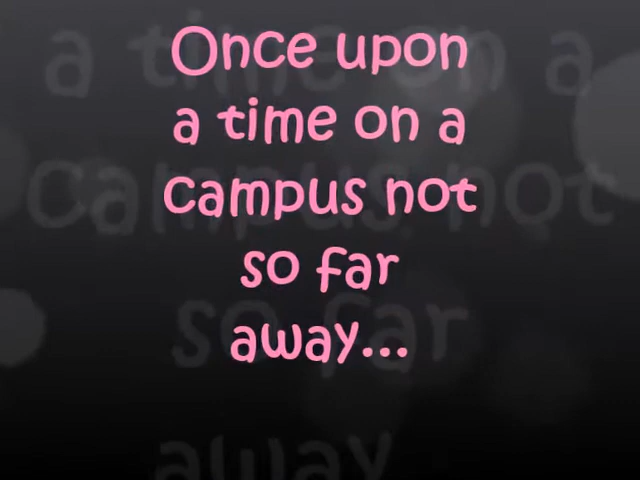 Once upon
a time on a
campus not
so far
away...